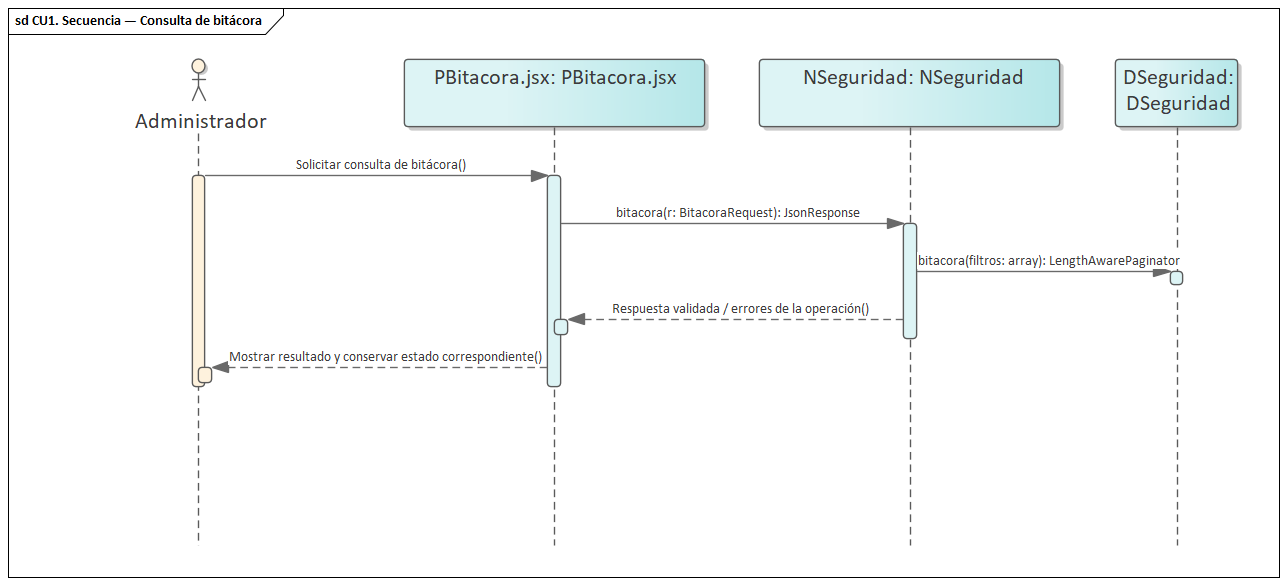 sd CU1. Secuencia — Consulta de bitácora
Administrador
PBitacora.jsx: PBitacora.jsx
NSeguridad: NSeguridad
DSeguridad:
DSeguridad
Solicitar consulta de bitácora()
bitacora(r: BitacoraRequest): JsonResponse
bitacora(filtros: array): LengthAwarePaginator
Respuesta validada / errores de la operación()
Mostrar resultado y conservar estado correspondiente()